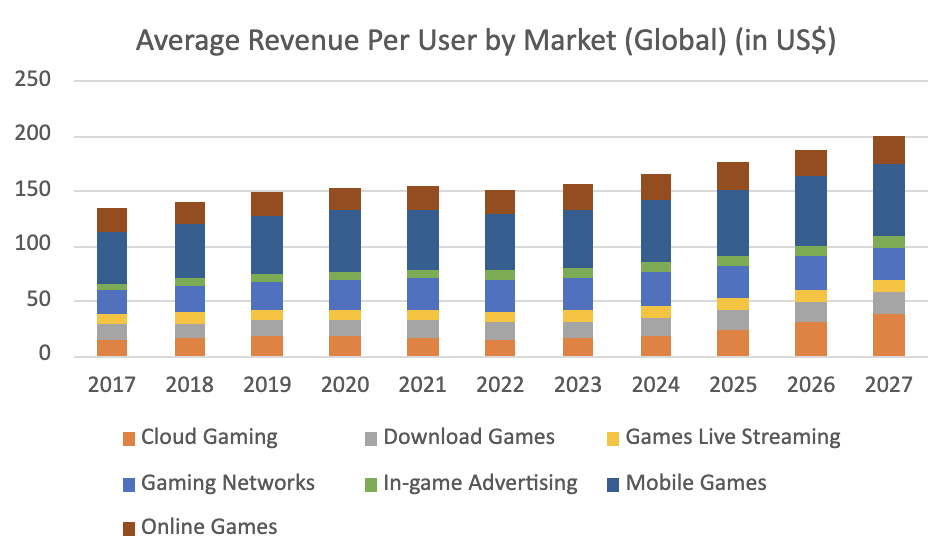 Average Revenue Per User by Market (Global) (in US$)
250
200
150
100
50
0
2017 2018 2019 2020 2021 2022 2023 2024 2025 2026 2027
Cloud Gaming Download Games Games Live Streaming
Gaming Networks In-game Advertising Mobile Games
Online Games